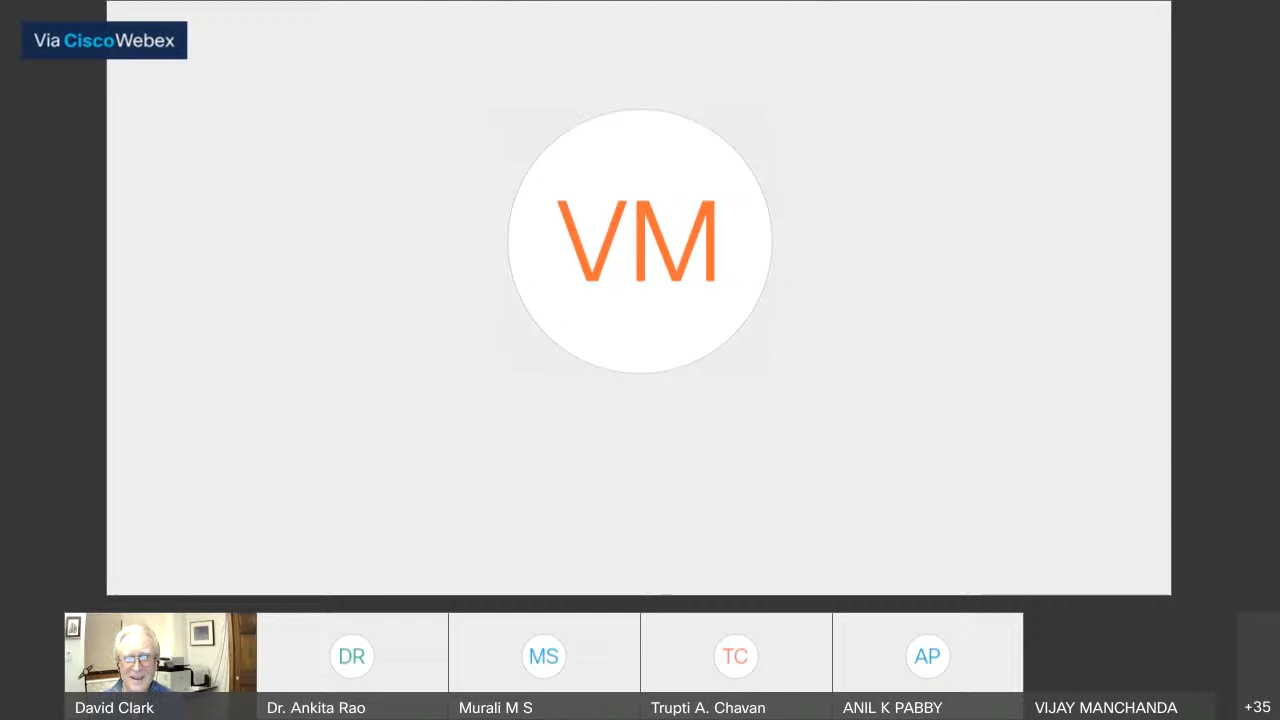 Via CiscoWebex
VM
DR
MS
TC
AP
David Clark
Dr. Ankita Rao
Murali M S
Trupti A. Chavan
ANIL K PABBY
VIJAY MANCHANDA
+35